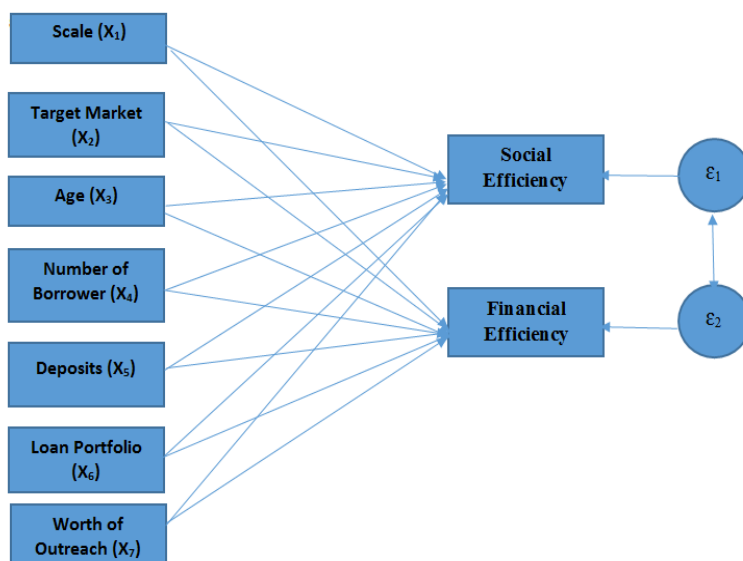 Scale (X₁)
Target Market
(X₂)
Age (X₃)
Number of
Borrower (X₄)
Deposits (X₅)
Loan Portfolio
(X₆)
Worth of
Outreach (X₇)
Social
Efficiency
Financial
Efficiency
ε₁
ε₂